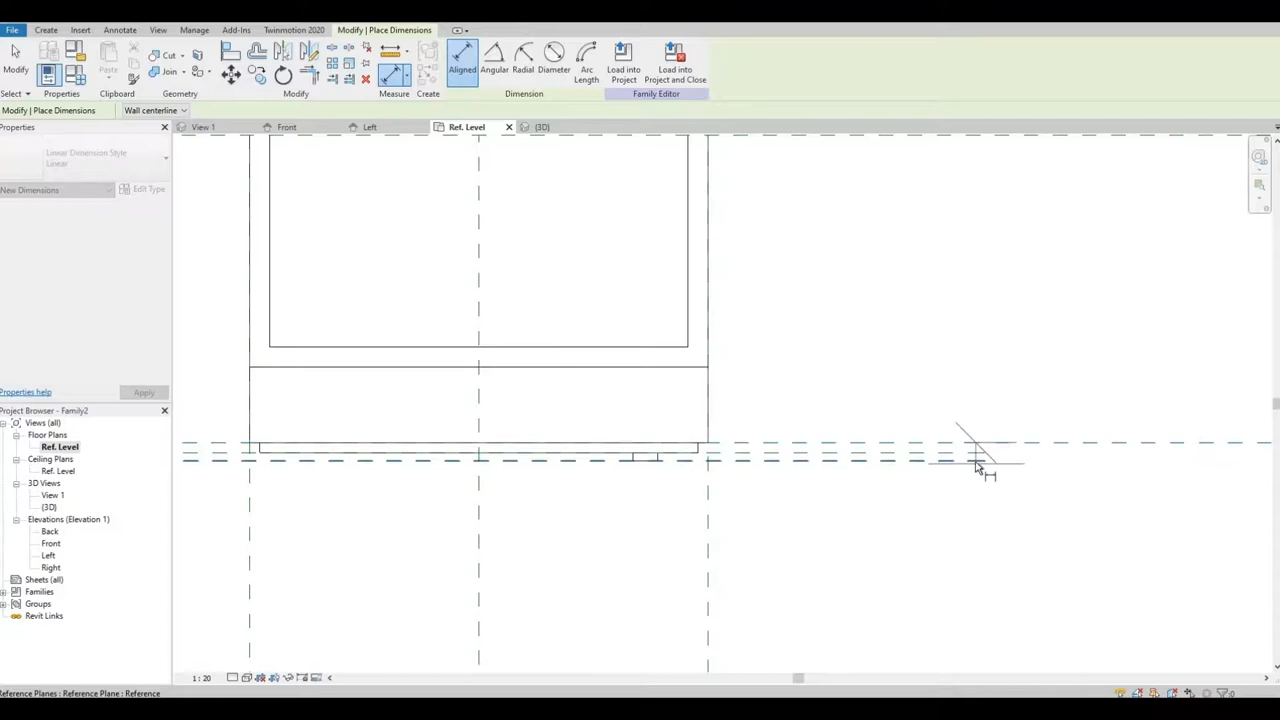 File Create Insert Annotate View Manage Add-Ins Twinmotion 2020 Modify | Place Dimensions
Modify Paste Cut Join Aligned Angular Radial Diameter Arc Length Load into Project Load into Project and Close
Select Properties Clipboard Geometry Modify Measure Create Dimension Family Editor
Modify | Place Dimensions Wall centerline
Properties View 1 Front Left Ref. Level (3D)
Linear Dimension Style
Linear
New Dimensions Edit Type
Properties help Apply
Project Browser - Family2
Views (all)
Floor Plans
Ref. Level
Ceiling Plans
Ref. Level
3D Views
View 1
(3D)
Elevations (Elevation 1)
Back
Front
Left
Right
Sheets (all)
Families
Groups
Revit Links
1 : 20
Reference Planes : Reference Plane : Reference :0